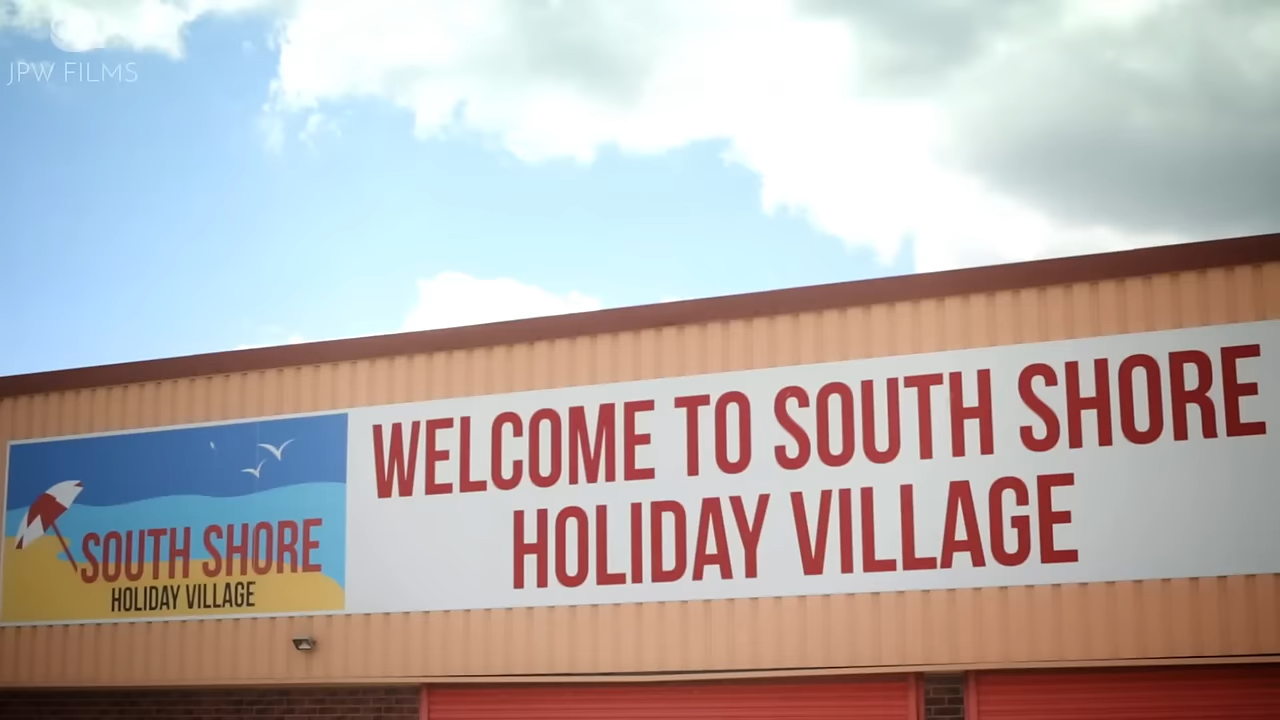 JPW FILMS
WELCOME TO SOUTH SHORE
HOLIDAY VILLAGE
SOUTH SHORE
HOLIDAY VILLAGE